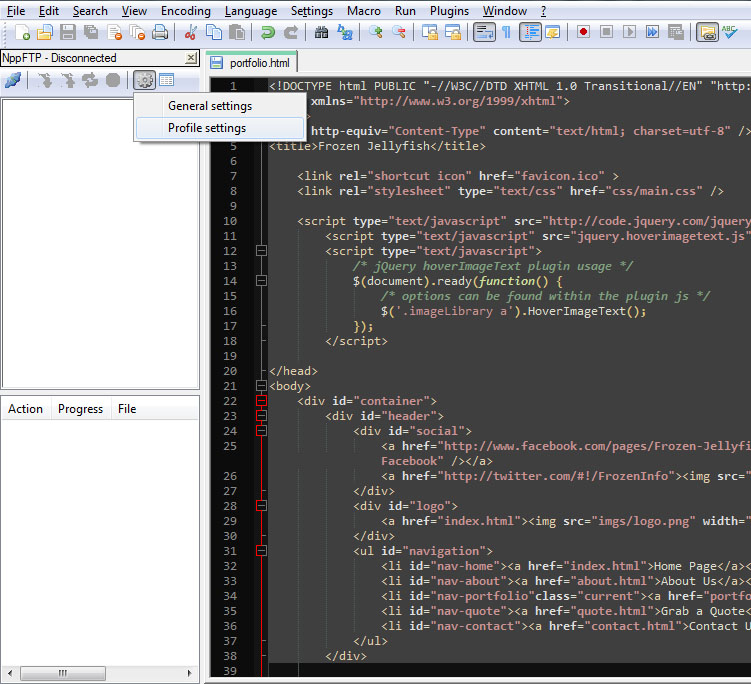 File Edit Search View Encoding Language Settings Macro Run Plugins Window ?
NppFTP - Disconnected
portfolio.html
General settings
Profile settings
Action Progress File
1 <!DOCTYPE html PUBLIC "-//W3C//DTD XHTML 1.0 Transitional//EN" "http:
xmlns="http://www.w3.org/1999/xhtml">
>
http-equiv="Content-Type" content="text/html; charset=utf-8" />
5 <title>Frozen Jellyfish</title>
6
7 <link rel="shortcut icon" href="favicon.ico" >
8 <link rel="stylesheet" type="text/css" href="css/main.css" />
9
10 <script type="text/javascript" src="http://code.jquery.com/jquery
11 <script type="text/javascript" src="jquery.hoverimagetext.js"
12 <script type="text/javascript">
13 /* jQuery hoverImageText plugin usage */
14 $(document).ready(function() {
15 /* options can be found within the plugin js */
16 $('.imageLibrary a').HoverImageText();
17 });
18 </script>
19
20 </head>
21 <body>
22 <div id="container">
23 <div id="header">
24 <div id="social">
25 <a href="http://www.facebook.com/pages/Frozen-Jellyfi
Facebook" /></a>
26 <a href="http://twitter.com/#!/FrozenInfo"><img src="
27 </div>
28 <div id="logo">
29 <a href="index.html"><img src="imgs/logo.png" width="
30 </div>
31 <ul id="navigation">
32 <li id="nav-home"><a href="index.html">Home Page</a><
33 <li id="nav-about"><a href="about.html">About Us</a><
34 <li id="nav-portfolio"class="current"><a href="portfo
35 <li id="nav-quote"><a href="quote.html">Grab a Quote<
36 <li id="nav-contact"><a href="contact.html">Contact U
37 </ul>
38 </div>
39